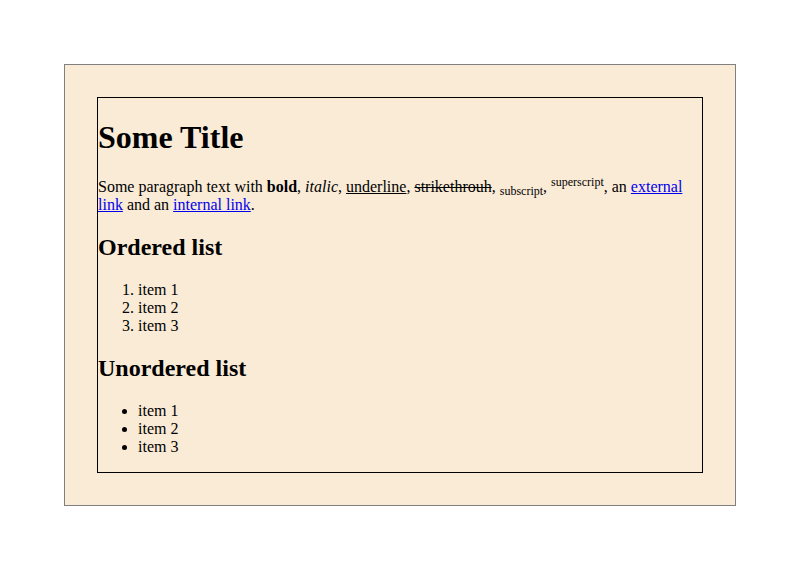 Some Title
Some paragraph text with bold, italic, underline, strikethrouh, subscript, superscript, an external
link and an internal link.
Ordered list
1. item 1
2. item 2
3. item 3
Unordered list
• item 1
• item 2
• item 3